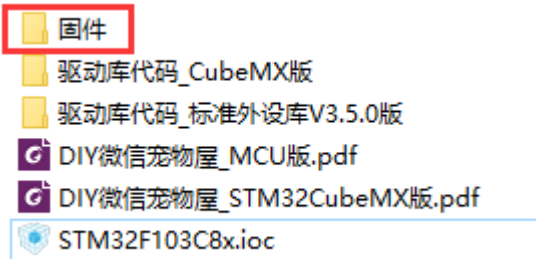 固件
驱动库代码_CubeMX版
驱动库代码_标准外设库V3.5.0版
DIY微信宠物屋_MCU版.pdf
DIY微信宠物屋_STM32CubeMX版.pdf
STM32F103C8x.ioc